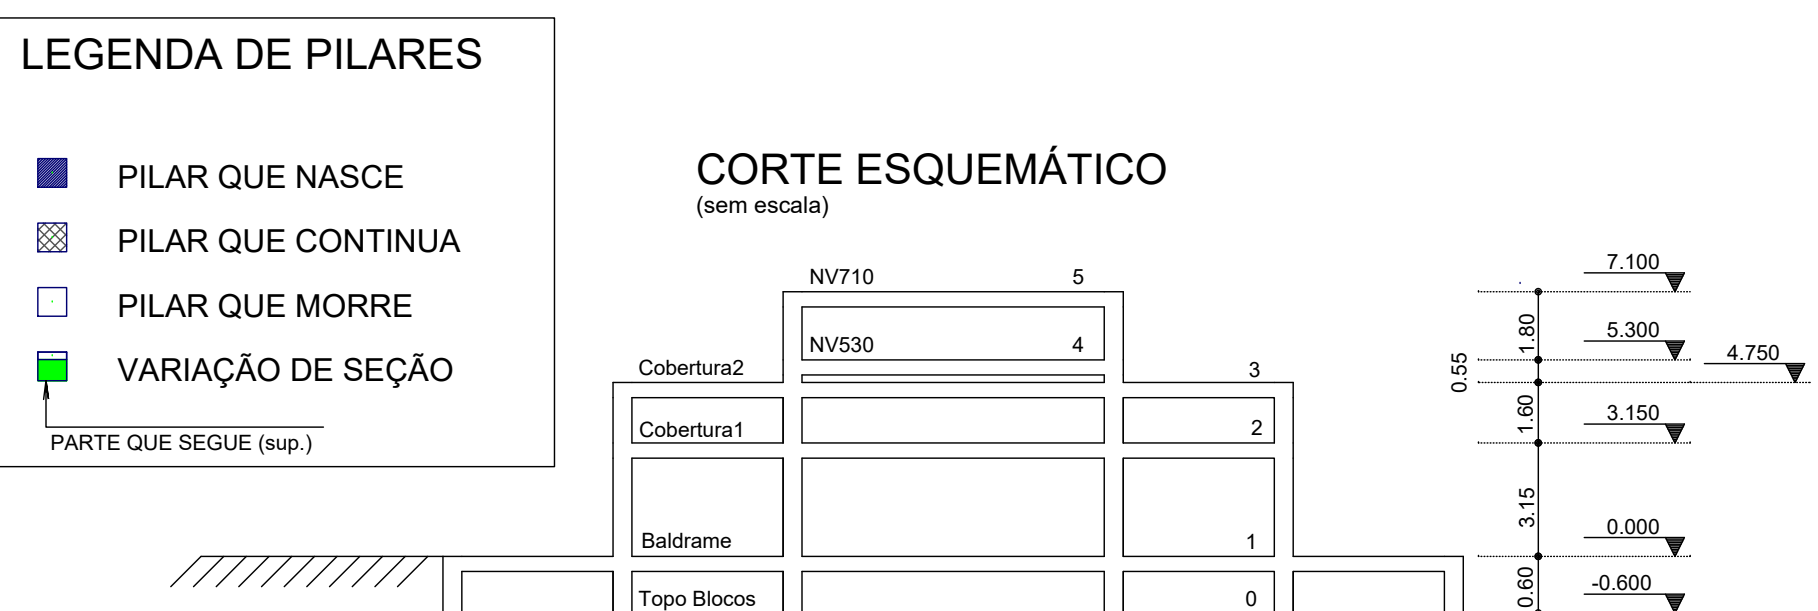 LEGENDA DE PILARES
PILAR QUE NASCE
PILAR QUE CONTINUA
PILAR QUE MORRE
VARIAÇÃO DE SEÇÃO
PARTE QUE SEGUE (sup.)
CORTE ESQUEMÁTICO
(sem escala)
NV710 5
NV530 4
Cobertura2 3
Cobertura1 2
Baldrame 1
Topo Blocos 0
7.100
1.80
5.300
4.750
0.55
1.60
3.150
3.15
0.000
0.60
-0.600